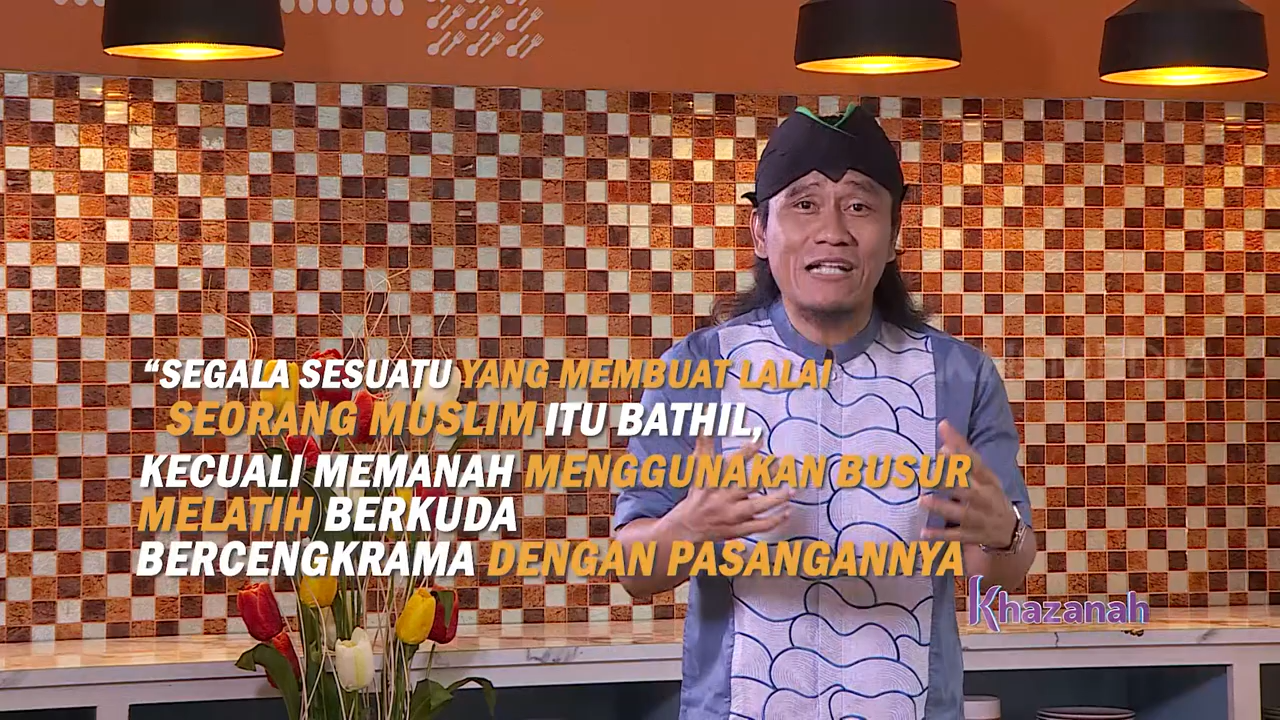 “SEGALA SESUATU YANG MEMBUAT LALAI
SEORANG MUSLIM ITU BATHIL,
KECUALI MEMANAH MENGGUNAKAN BUSUR
MELATIH BERKUDA
BERCENGKRAMA DENGAN PASANGANNYA
Khazanah